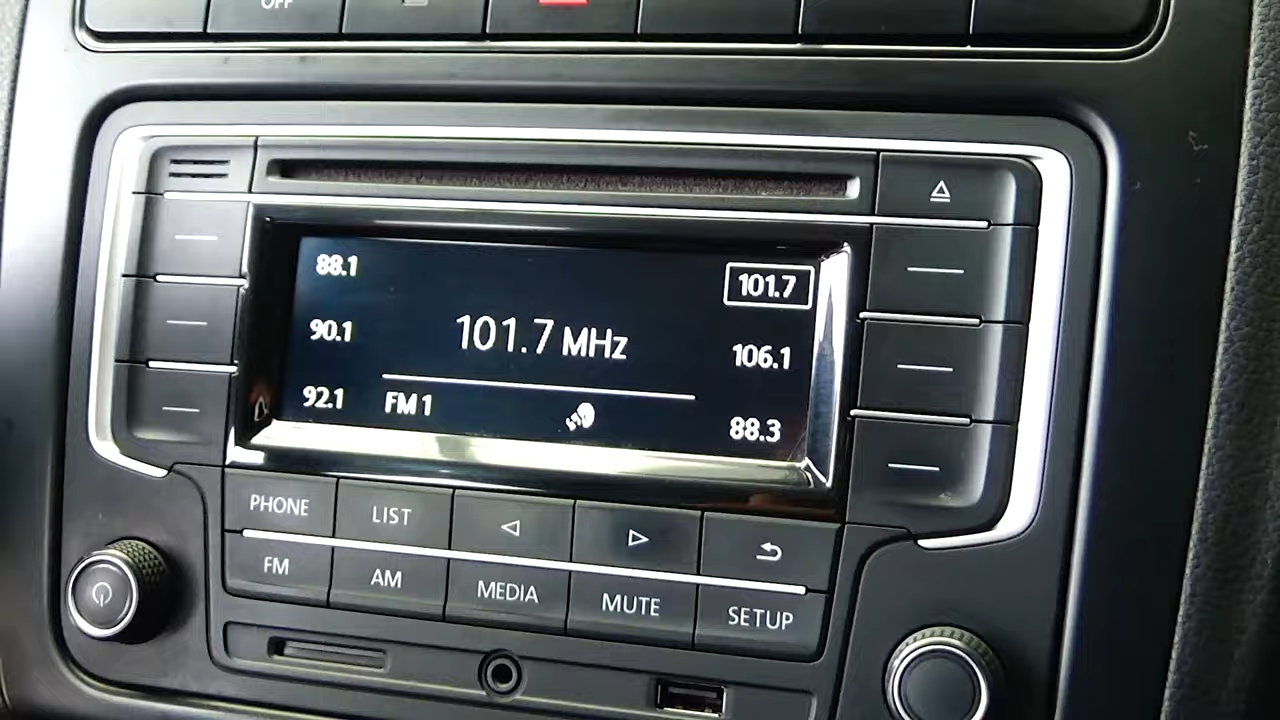 OFF
88.1
101.7
90.1
101.7 MHz
106.1
92.1
FM 1
88.3
PHONE
LIST
FM
AM
MEDIA
MUTE
SETUP